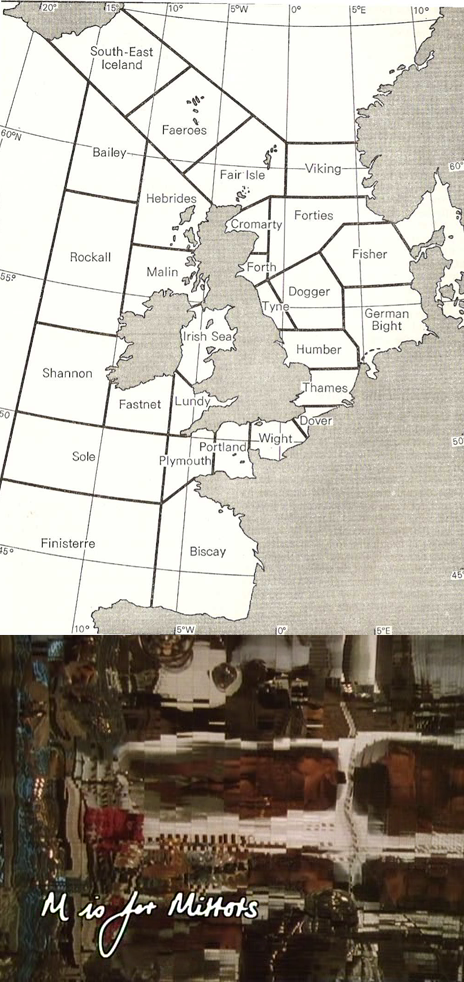 20°
15°
10°
5°W
0°
5°E
10°
South-East
Iceland
Faeroes
60°N
60°
Bailey
Fair Isle
Viking
Hebrides
Cromarty
Forties
Rockall
Forth
Fisher
Malin
55°
Dogger
Tyne
German
Bight
Irish Sea
Humber
Shannon
Thames
Fastnet
Lundy
50
Dover
Portland
Wight
50°
Sole
Plymouth
Finisterre
Biscay
45°
45°
10°
5°W
0°
5°E
M is for Mirrors